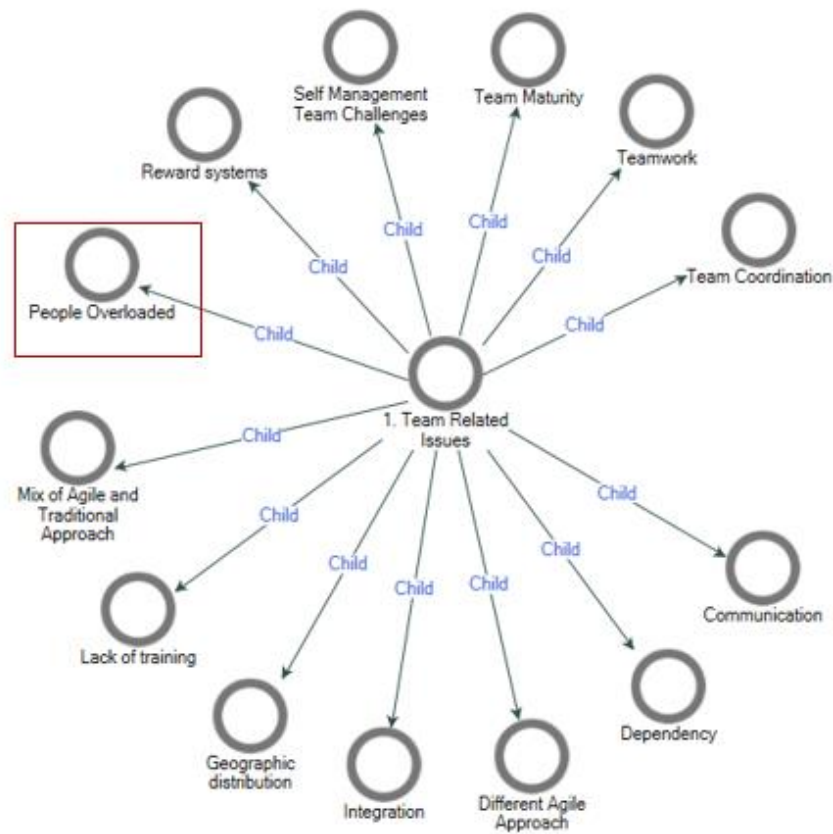 Self Management
Team Challenges
Team Maturity
Teamwork
Reward systems
Child
Child
Child
Child
Team Coordination
People Overloaded
Child
Child
1. Team Related
Issues
Child
Mix of Agile and
Traditional
Approach
Child
Child
Child
Child
Child
Child
Communication
Lack of training
Dependency
Geographic
distribution
Integration
Different Agile
Approach